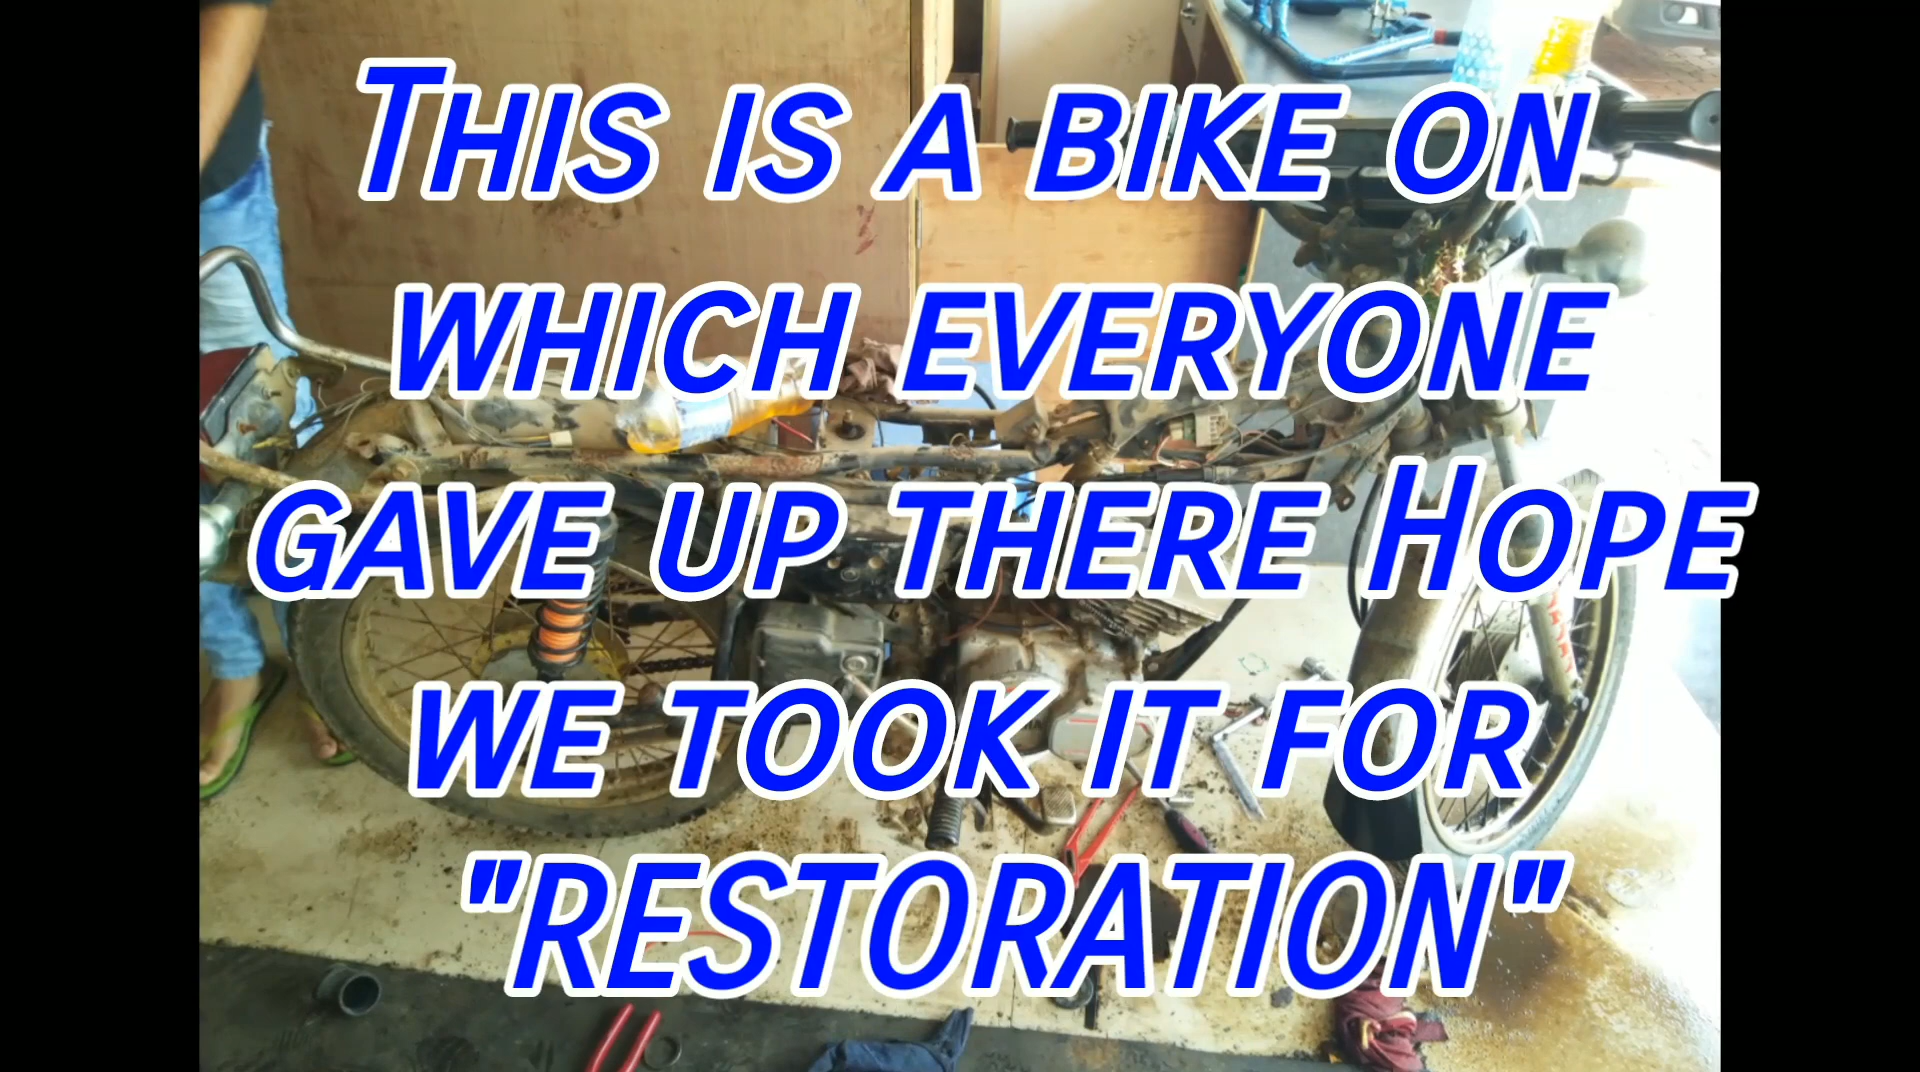 This is a bike on
which everyone
gave up there Hope
we took it for
"RESTORATION"